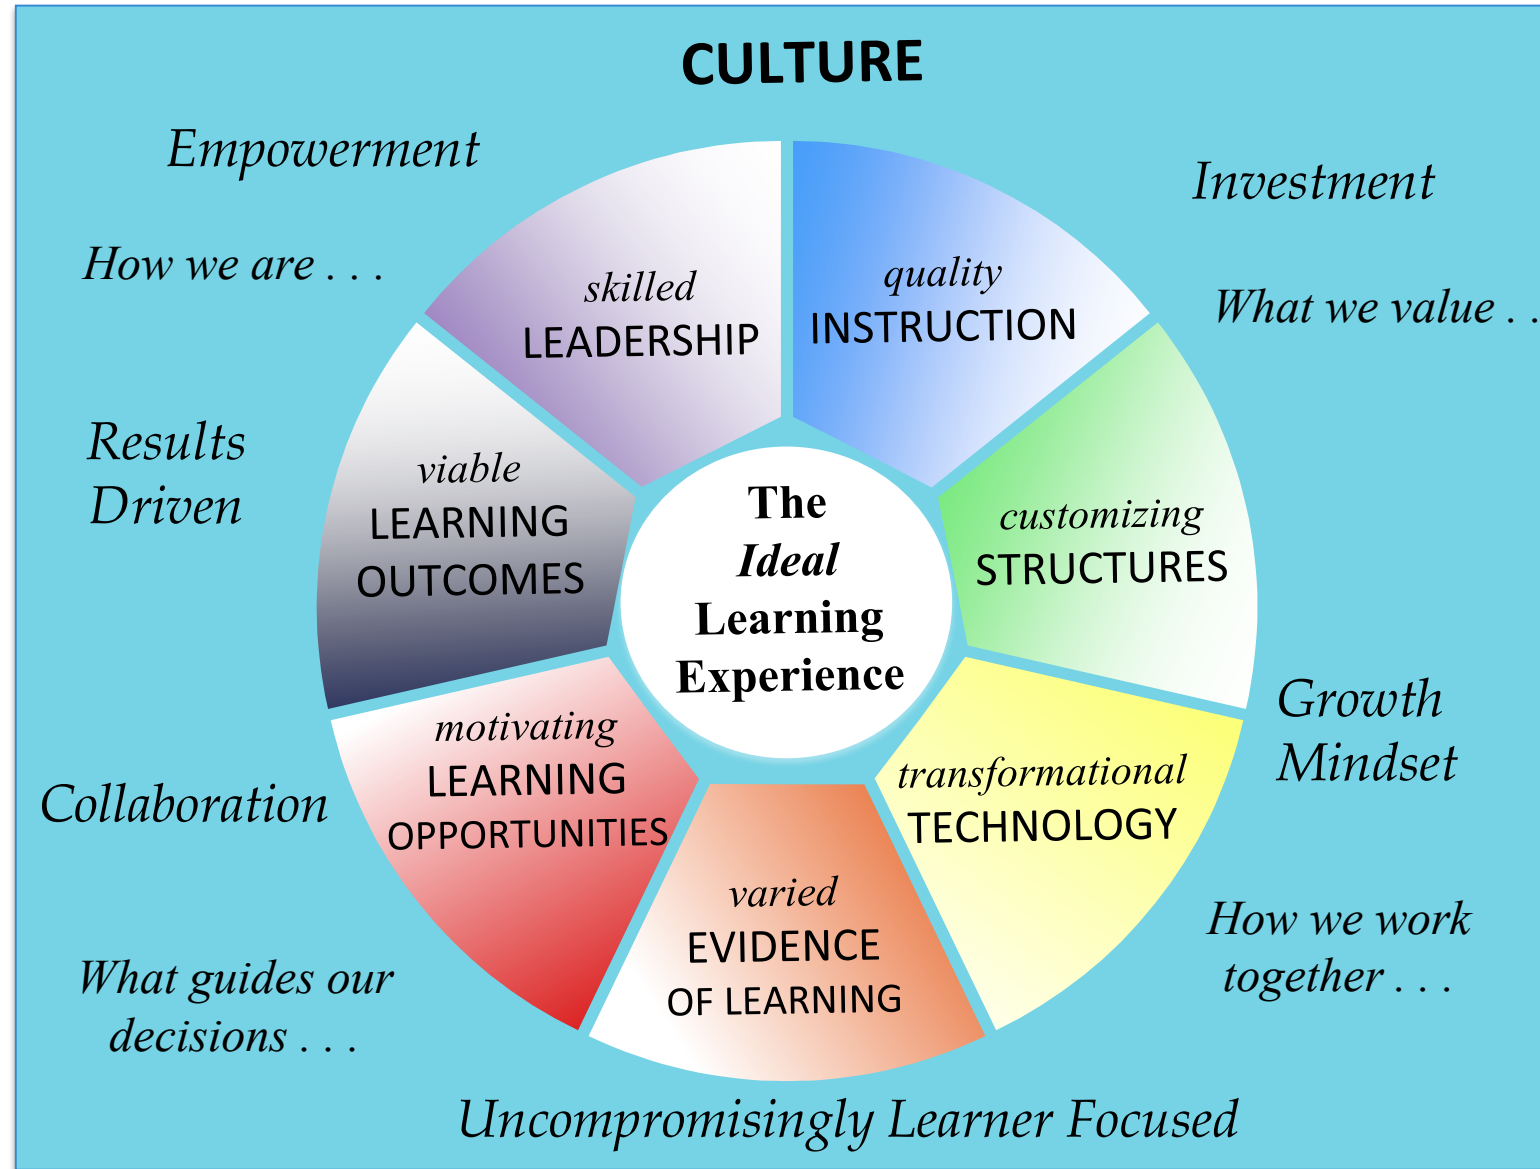 CULTURE
Empowerment
Investment
How we are . . .
What we value . .
skilled
LEADERSHIP
quality
INSTRUCTION
Results
Driven
viable
LEARNING
OUTCOMES
The
Ideal
Learning
Experience
customizing
STRUCTURES
Growth
Mindset
motivating
LEARNING
OPPORTUNITIES
transformational
TECHNOLOGY
Collaboration
varied
EVIDENCE
OF LEARNING
How we work
together . . .
What guides our
decisions . . .
Uncompromisingly Learner Focused